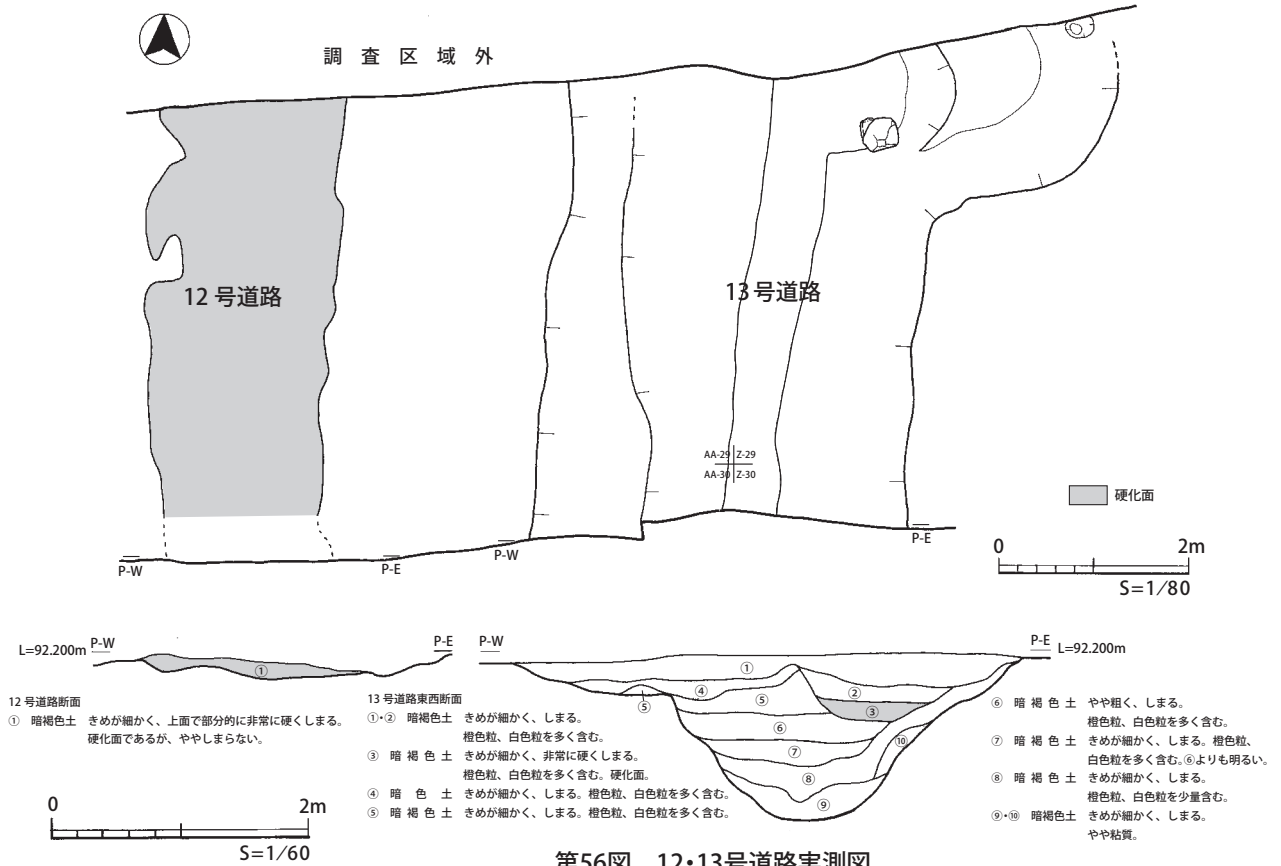 調査区域外
12号道路
13号道路
AA-29 Z-29
AA-30 Z-30
硬化面
P-W
P-E
P-W
P-E
0 2m
S=1/80
L=92.200m P-W
P-E
①
12号道路断面
① 暗褐色土 きめが細かく、上面で部分的に非常に硬くしまる。
硬化面であるが、ややしまらない。
0 2m
S=1/60
P-W
P-E L=92.200m
①
②
③
④
⑤
⑤
⑥
⑦
⑧
⑨
⑩
13号道路東西断面
①・② 暗褐色土 きめが細かく、しまる。
橙色粒、白色粒を多く含む。
③ 暗褐色土 きめが細かく、非常に硬くしまる。
橙色粒、白色粒を多く含む。硬化面。
④ 暗色土 きめが細かく、しまる。橙色粒、白色粒を多く含む。
⑤ 暗褐色土 きめが細かく、しまる。橙色粒、白色粒を多く含む。
⑥ 暗褐色土 やや粗く、しまる。
橙色粒、白色粒を多く含む。
⑦ 暗褐色土 きめが細かく、しまる。橙色粒、
白色粒を多く含む。⑥よりも明るい。
⑧ 暗褐色土 きめが細かく、しまる。
橙色粒、白色粒を少量含む。
⑨・⑩ 暗褐色土 きめが細かく、しまる。
やや粘質。
第56図 12・13号道路実測図